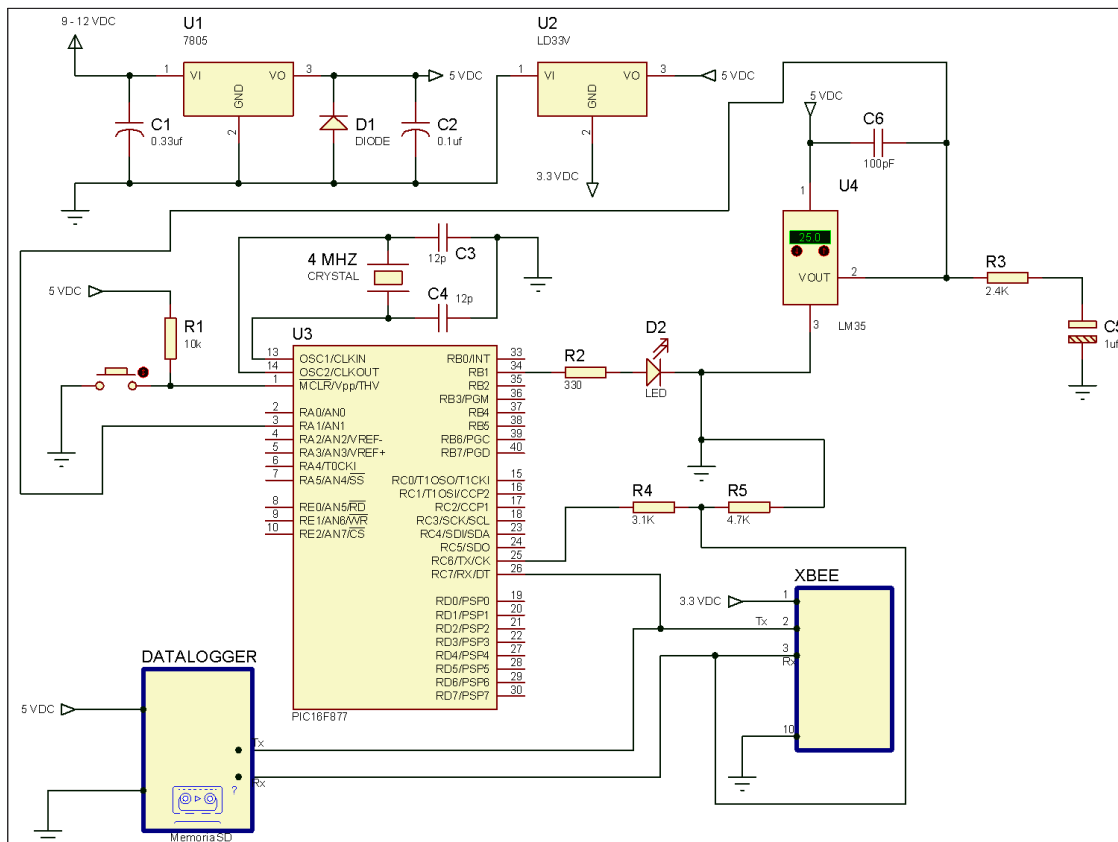 9 - 12 VDC
U1
7805
1
VI
VO
3
GND
2
5 VDC
C1
0.33uf
D1
DIODE
C2
0.1uf
U2
LD33V
1
VI
VO
3
GND
2
5 VDC
3.3 VDC
5 VDC
C6
100pF
U4
1
25.0
VOUT
2
3
LM35
R3
2.4K
C5
1uf
4 MHZ
CRYSTAL
12p
C3
C4
12p
5 VDC
R1
10k
U3
13 OSC1/CLKIN
14 OSC2/CLKOUT
1 MCLR/Vpp/THV
2 RA0/AN0
3 RA1/AN1
4 RA2/AN2/VREF-
5 RA3/AN3/VREF+
6 RA4/T0CKI
7 RA5/AN4/SS
8 RE0/AN5/RD
9 RE1/AN6/WR
10 RE2/AN7/CS
RB0/INT 33
RB1 34
RB2 35
RB3/PGM 36
RB4 37
RB5 38
RB6/PGC 39
RB7/PGD 40
RC0/T1OSO/T1CKI 15
RC1/T1OSI/CCP2 16
RC2/CCP1 17
RC3/SCK/SCL 18
RC4/SDI/SDA 23
RC5/SDO 24
RC6/TX/CK 25
RC7/RX/DT 26
RD0/PSP0 19
RD1/PSP1 20
RD2/PSP2 21
RD3/PSP3 22
RD4/PSP4 27
RD5/PSP5 28
RD6/PSP6 29
RD7/PSP7 30
PIC16F877
R2
330
D2
LED
R4
3.1K
R5
4.7K
XBEE
3.3 VDC
1
Tx 2
3
Rx
10
DATALOGGER
5 VDC
Tx
Rx
?
MemoriaSD